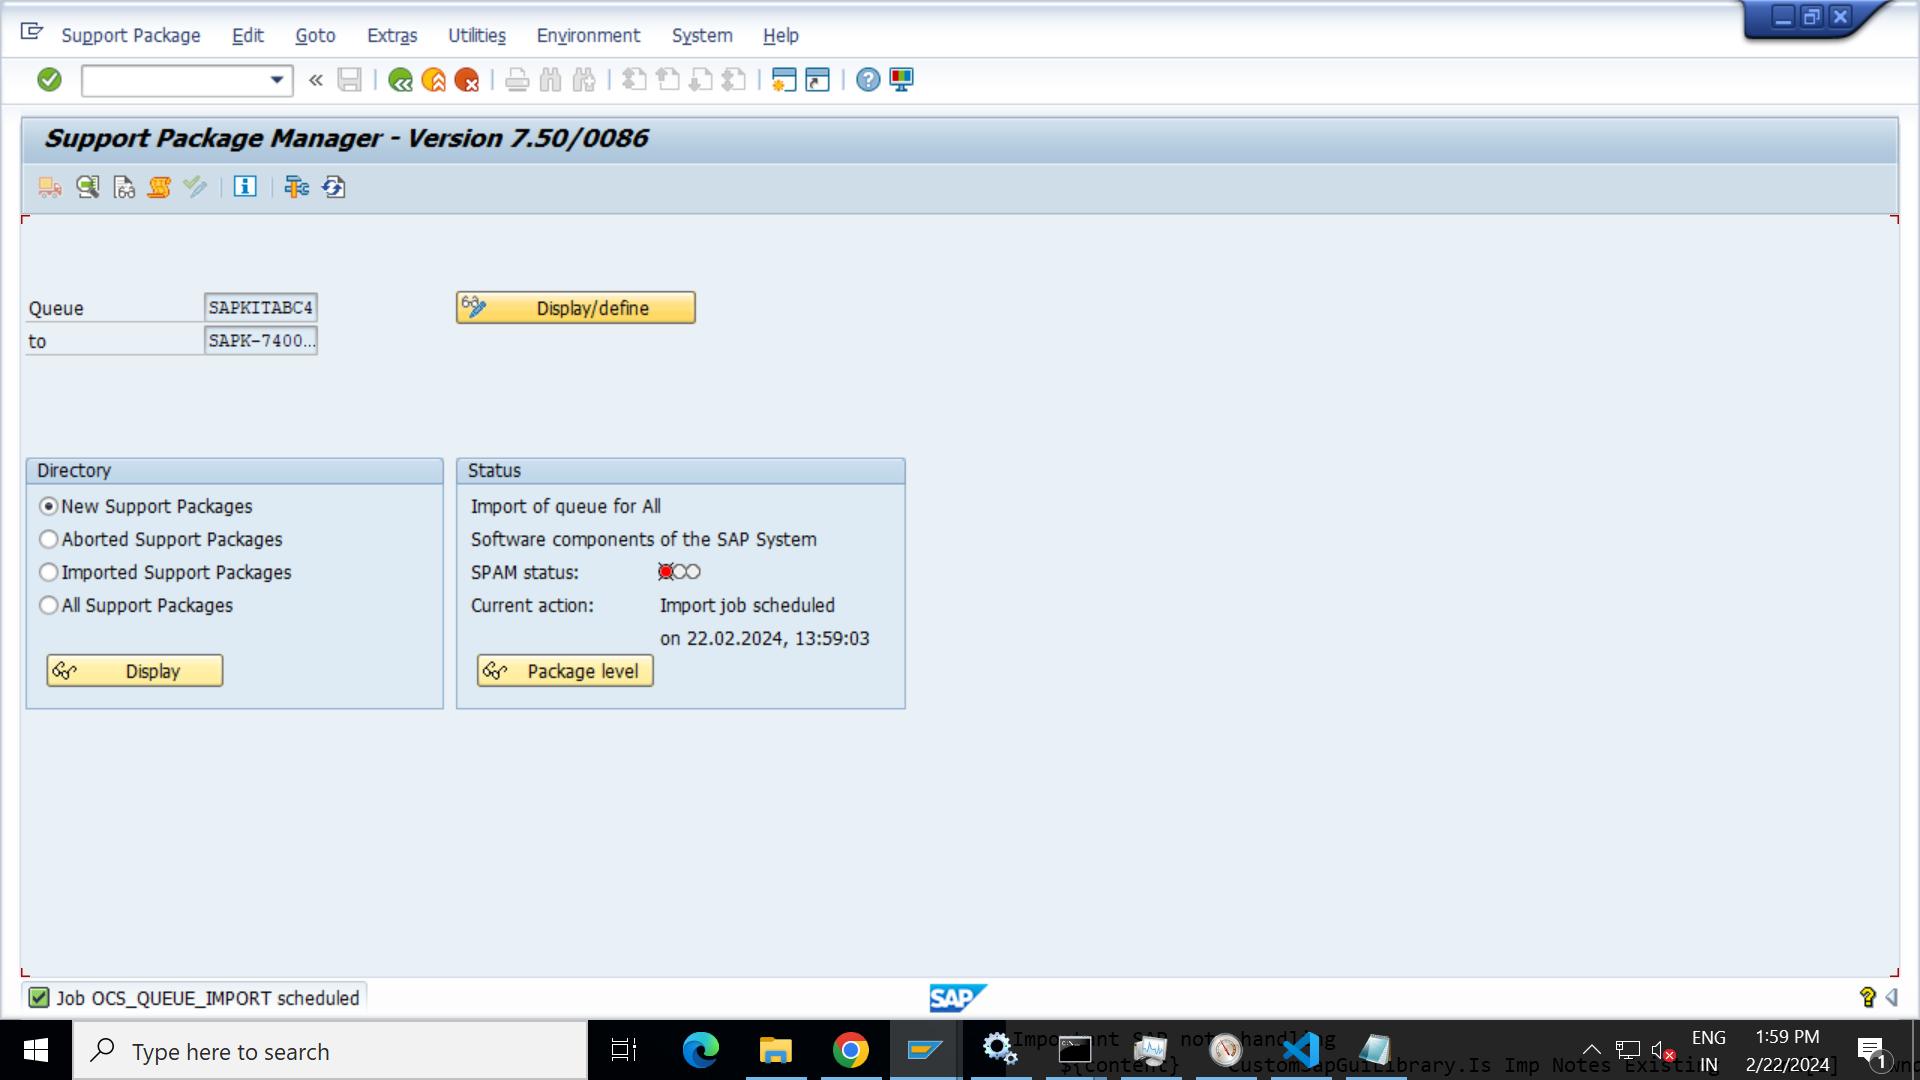 Support Package Edit Goto Extras Utilities Environment System Help
Support Package Manager - Version 7.50/0086
Queue SAPKITABC4 Display/define
to SAPK-7400...
Directory
New Support Packages
Aborted Support Packages
Imported Support Packages
All Support Packages
Display
Status
Import of queue for All
Software components of the SAP System
SPAM status:
Current action: Import job scheduled
on 22.02.2024, 13:59:03
Package level
Job OCS_QUEUE_IMPORT scheduled
SAP
Type here to search
ENG
IN
1:59 PM
2/22/2024
1